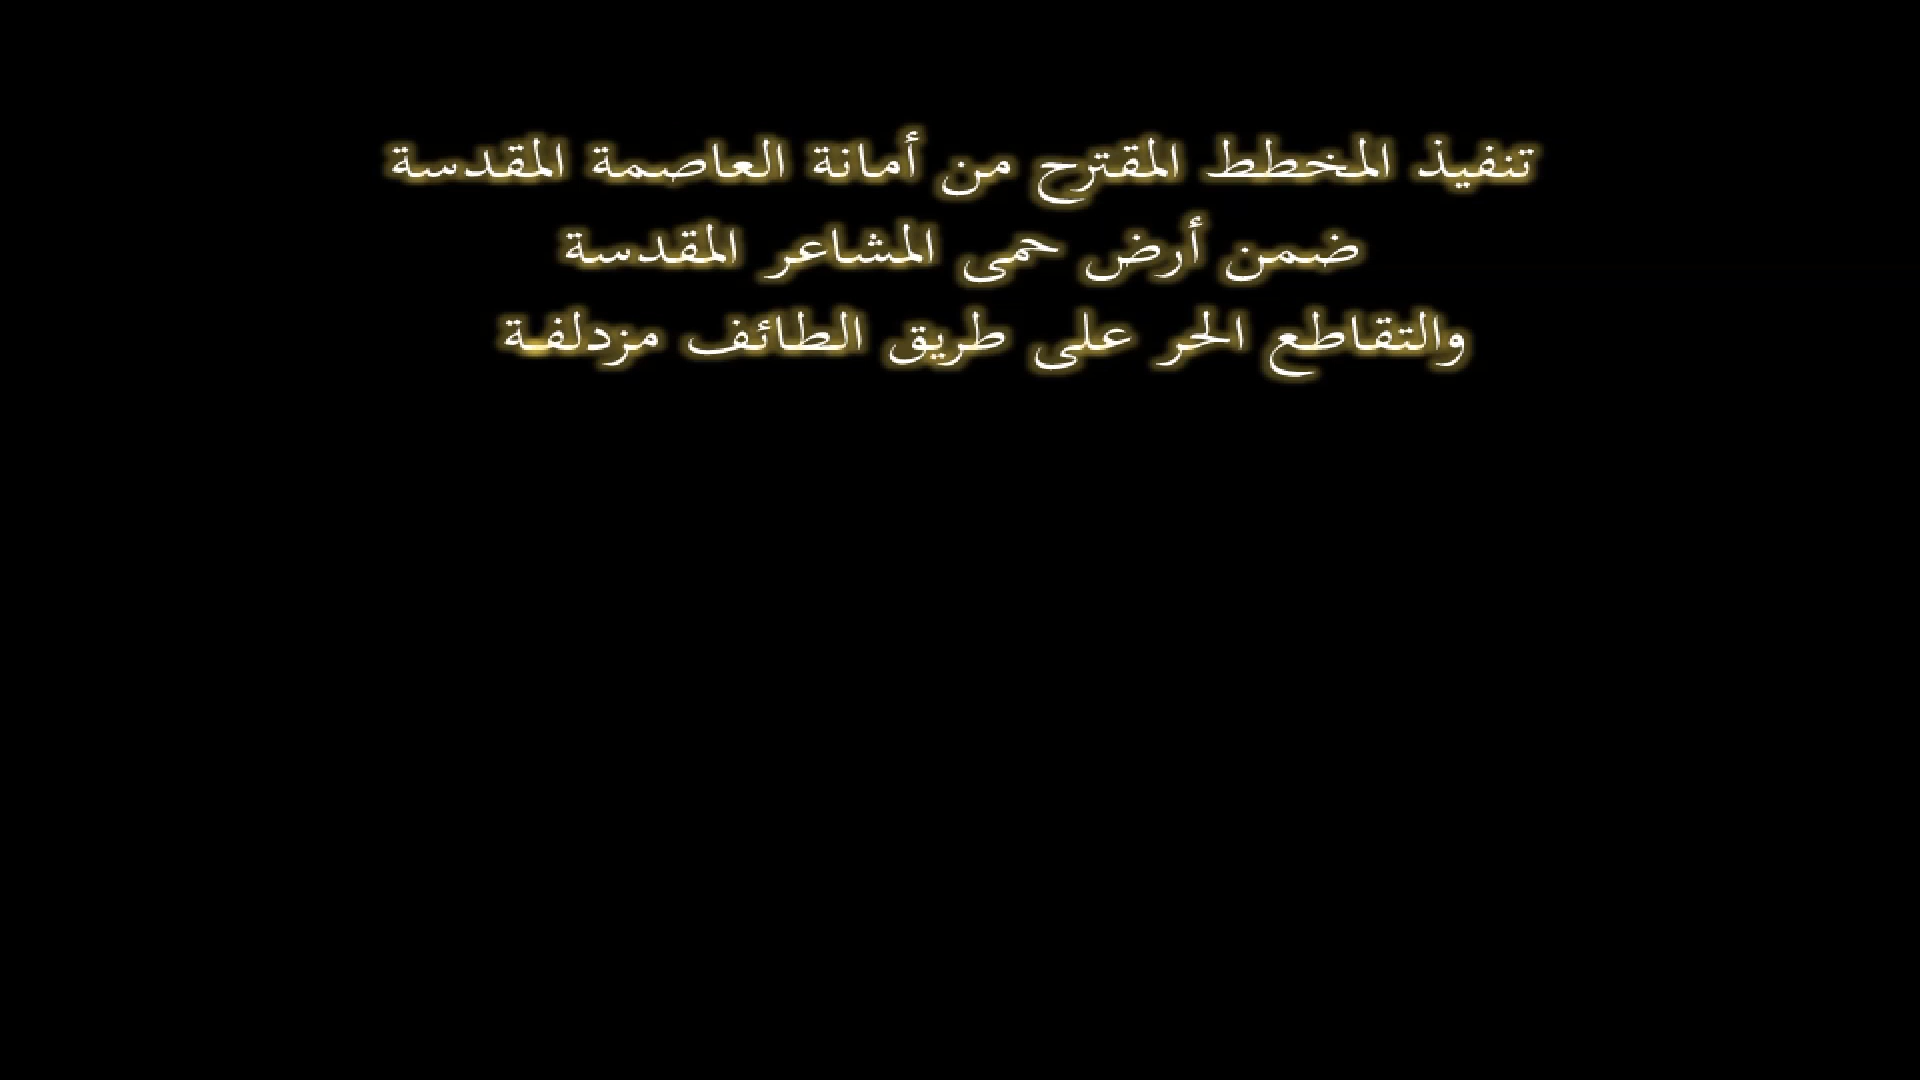 تنفيذ المخطط المقترح من أمانة العاصمة المقدسة
ضمن أرض حمى المشاعر المقدسة
والتقاطع الحر على طريق الطائف مزدلفة